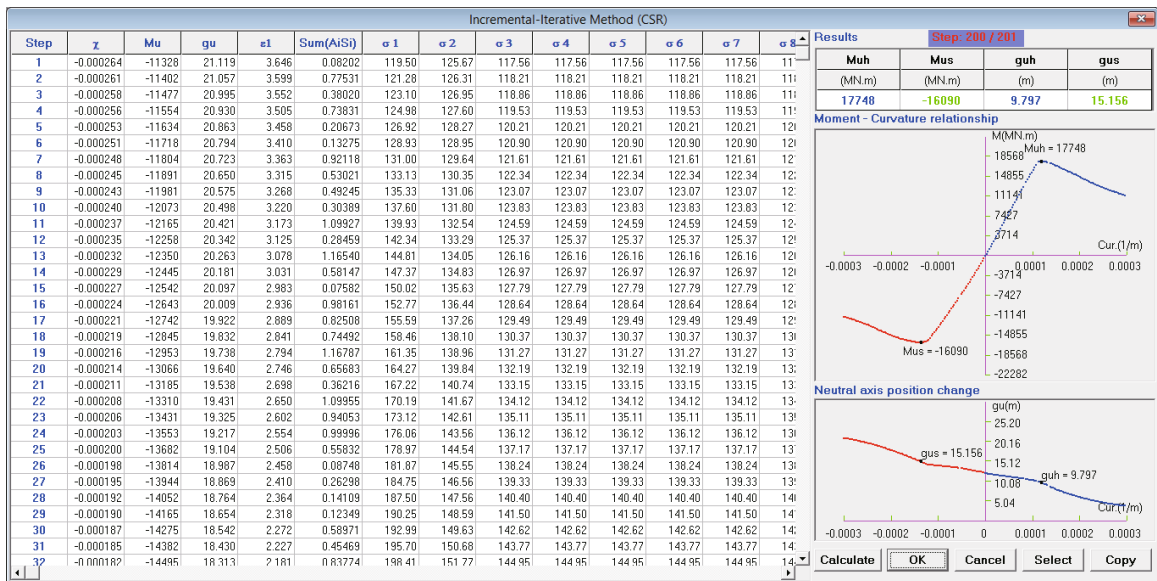 Incremental-Iterative Method (CSR)
Step χ Mu gu ε1 Sum(AiSi) σ 1 σ 2 σ 3 σ 4 σ 5 σ 6 σ 7 σ 8
1 -0.000264 -11328 21.119 3.646 0.08202 119.50 125.67 117.56 117.56 117.56 117.56 117.56
2 -0.000261 -11402 21.057 3.599 0.77531 121.28 126.31 118.21 118.21 118.21 118.21 118.21
3 -0.000258 -11477 20.995 3.552 0.38020 123.10 126.95 118.86 118.86 118.86 118.86 118.86
4 -0.000256 -11554 20.930 3.505 0.73831 124.98 127.60 119.53 119.53 119.53 119.53 119.53
5 -0.000253 -11634 20.863 3.458 0.20673 126.92 128.27 120.21 120.21 120.21 120.21 120.21
6 -0.000251 -11718 20.794 3.410 0.13275 128.93 128.95 120.90 120.90 120.90 120.90 120.90
7 -0.000248 -11804 20.723 3.363 0.92118 131.00 129.64 121.61 121.61 121.61 121.61 121.61
8 -0.000245 -11891 20.650 3.315 0.53021 133.13 130.35 122.34 122.34 122.34 122.34 122.34
9 -0.000243 -11981 20.575 3.268 0.49245 135.33 131.06 123.07 123.07 123.07 123.07 123.07
10 -0.000240 -12073 20.498 3.220 0.30389 137.60 131.80 123.83 123.83 123.83 123.83 123.83
11 -0.000237 -12165 20.421 3.173 1.09927 139.93 132.54 124.59 124.59 124.59 124.59 124.59
12 -0.000235 -12258 20.342 3.125 0.28459 142.34 133.29 125.37 125.37 125.37 125.37 125.37
13 -0.000232 -12350 20.263 3.078 1.16540 144.81 134.05 126.16 126.16 126.16 126.16 126.16
14 -0.000229 -12445 20.181 3.031 0.58147 147.37 134.83 126.97 126.97 126.97 126.97 126.97
15 -0.000227 -12542 20.097 2.983 0.07582 150.02 135.63 127.79 127.79 127.79 127.79 127.79
16 -0.000224 -12643 20.009 2.936 0.98161 152.77 136.44 128.64 128.64 128.64 128.64 128.64
17 -0.000221 -12742 19.922 2.889 0.82508 155.59 137.26 129.49 129.49 129.49 129.49 129.49
18 -0.000219 -12845 19.832 2.841 0.74492 158.46 138.10 130.37 130.37 130.37 130.37 130.37
19 -0.000216 -12953 19.738 2.794 1.16787 161.35 138.96 131.27 131.27 131.27 131.27 131.27
20 -0.000214 -13066 19.640 2.746 0.65683 164.27 139.84 132.19 132.19 132.19 132.19 132.19
21 -0.000211 -13185 19.538 2.698 0.36216 167.22 140.74 133.15 133.15 133.15 133.15 133.15
22 -0.000208 -13310 19.431 2.650 1.09955 170.19 141.67 134.12 134.12 134.12 134.12 134.12
23 -0.000206 -13431 19.325 2.602 0.94053 173.12 142.61 135.11 135.11 135.11 135.11 135.11
24 -0.000203 -13553 19.217 2.554 0.99996 176.06 143.56 136.12 136.12 136.12 136.12 136.12
25 -0.000200 -13682 19.104 2.506 0.55832 178.97 144.54 137.17 137.17 137.17 137.17 137.17
26 -0.000198 -13814 18.987 2.458 0.08748 181.87 145.55 138.24 138.24 138.24 138.24 138.24
27 -0.000195 -13944 18.869 2.410 0.26298 184.75 146.56 139.33 139.33 139.33 139.33 139.33
28 -0.000192 -14052 18.764 2.364 0.14109 187.50 147.56 140.40 140.40 140.40 140.40 140.40
29 -0.000190 -14165 18.654 2.318 0.12349 190.25 148.59 141.50 141.50 141.50 141.50 141.50
30 -0.000187 -14275 18.542 2.272 0.58971 192.99 149.63 142.62 142.62 142.62 142.62 142.62
31 -0.000185 -14382 18.430 2.227 0.45469 195.70 150.68 143.77 143.77 143.77 143.77 143.77
32 -0.000182 -14495 18.313 2.181 0.83774 198.41 151.77 144.95 144.95 144.95 144.95 144.95
Results Step: 200 / 201
Muh Mus guh gus
(MN.m) (MN.m) (m) (m)
17748 -16090 9.797 15.156
Moment - Curvature relationship
M(MN.m)
Muh = 17748
18568
14855
11141
7427
3714
Cur.(1/m)
-0.0003 -0.0002 -0.0001 0.0001 0.0002 0.0003
-3714
-7427
-11141
-14855
Mus = -16090
-18568
-22282
Neutral axis position change
gu(m)
25.20
20.16
gus = 15.156
15.12
guh = 9.797
10.08
5.04
Cur.(1/m)
-0.0003 -0.0002 -0.0001 0 0.0001 0.0002 0.0003
Calculate OK Cancel Select Copy